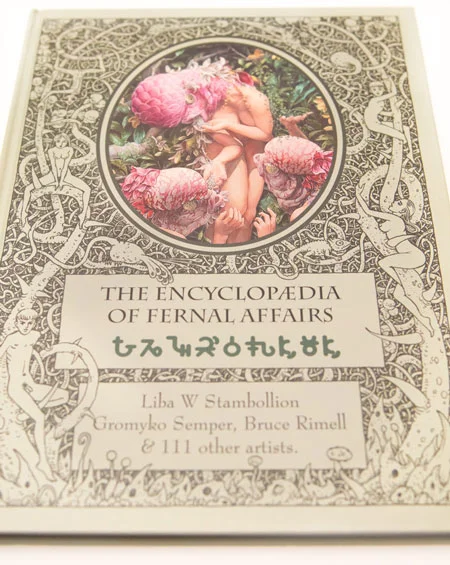 THE ENCYCLOPÆDIA
OF FERNAL AFFAIRS
Liba W Stambollion
Gromyko Semper, Bruce Rimell
& 111 other artists.